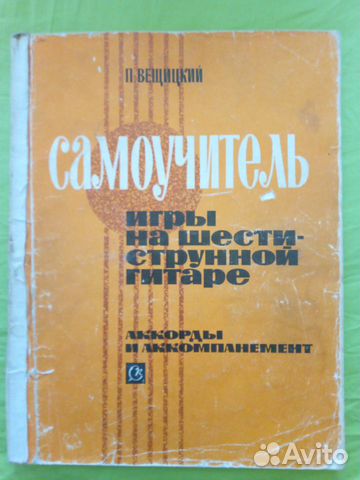 П. ВЕЩИЦКИЙ
САМОУЧИТЕЛЬ
ИГРЫ
НА ШЕСТИ-
СТРУННОЙ
ГИТАРЕ
АККОРДЫ
И АККОМПАНЕМЕНТ
Avito